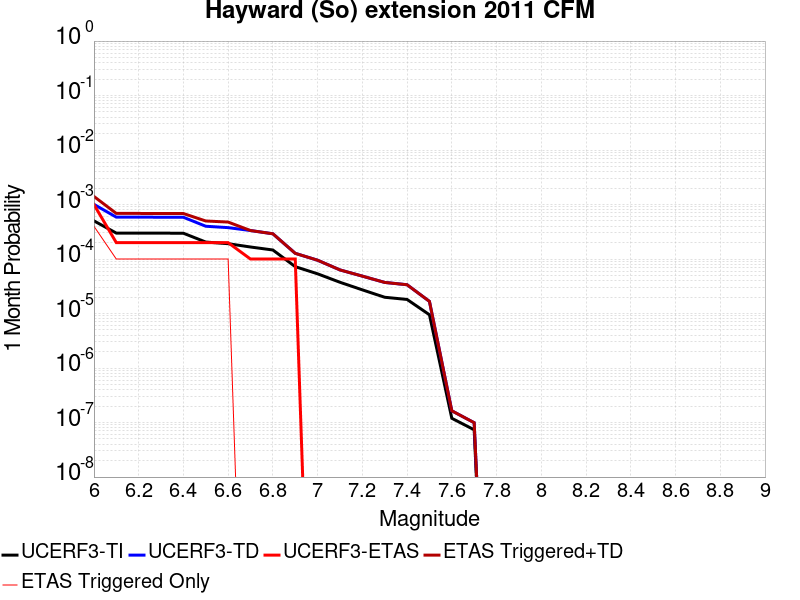 Hayward (So) extension 2011 CFM
10^0
10^-1
10^-2
10^-3
10^-4
10^-5
10^-6
10^-7
10^-8
1 Month Probability
6 6.2 6.4 6.6 6.8 7 7.2 7.4 7.6 7.8 8 8.2 8.4 8.6 8.8 9
Magnitude
UCERF3-TI UCERF3-TD UCERF3-ETAS ETAS Triggered+TD
ETAS Triggered Only